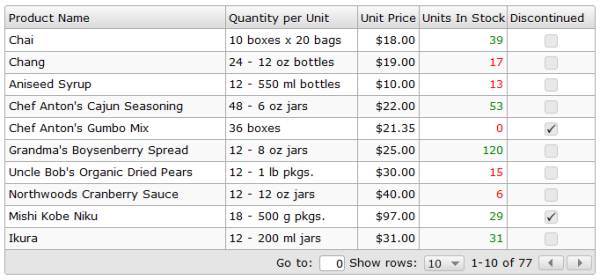 Product Name Quantity per Unit Unit Price Units In Stock Discontinued
Chai 10 boxes x 20 bags $18.00 39
Chang 24 - 12 oz bottles $19.00 17
Aniseed Syrup 12 - 550 ml bottles $10.00 13
Chef Anton's Cajun Seasoning 48 - 6 oz jars $22.00 53
Chef Anton's Gumbo Mix 36 boxes $21.35 0
Grandma's Boysenberry Spread 12 - 8 oz jars $25.00 120
Uncle Bob's Organic Dried Pears 12 - 1 lb pkgs. $30.00 15
Northwoods Cranberry Sauce 12 - 12 oz jars $40.00 6
Mishi Kobe Niku 18 - 500 g pkgs. $97.00 29
Ikura 12 - 200 ml jars $31.00 31
Go to: 0 Show rows: 10 1-10 of 77